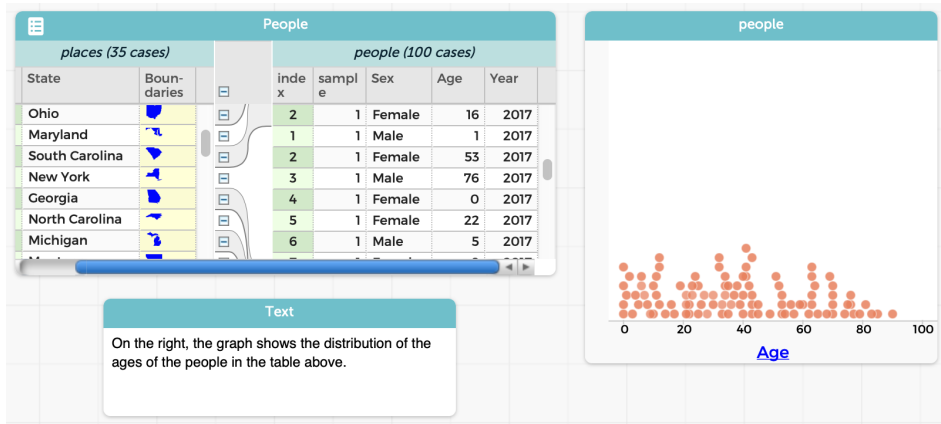 People
places (35 cases)
people (100 cases)
State
Boun-
daries
inde
x
sampl
e
Sex
Age
Year
Ohio
2 1 Female 16 2017
Maryland
1 1 Male 1 2017
South Carolina
2 1 Female 53 2017
New York
3 1 Male 76 2017
Georgia
4 1 Female 0 2017
North Carolina
5 1 Female 22 2017
Michigan
6 1 Male 5 2017
Text
On the right, the graph shows the distribution of the
ages of the people in the table above.
people
0 20 40 60 80 100
Age